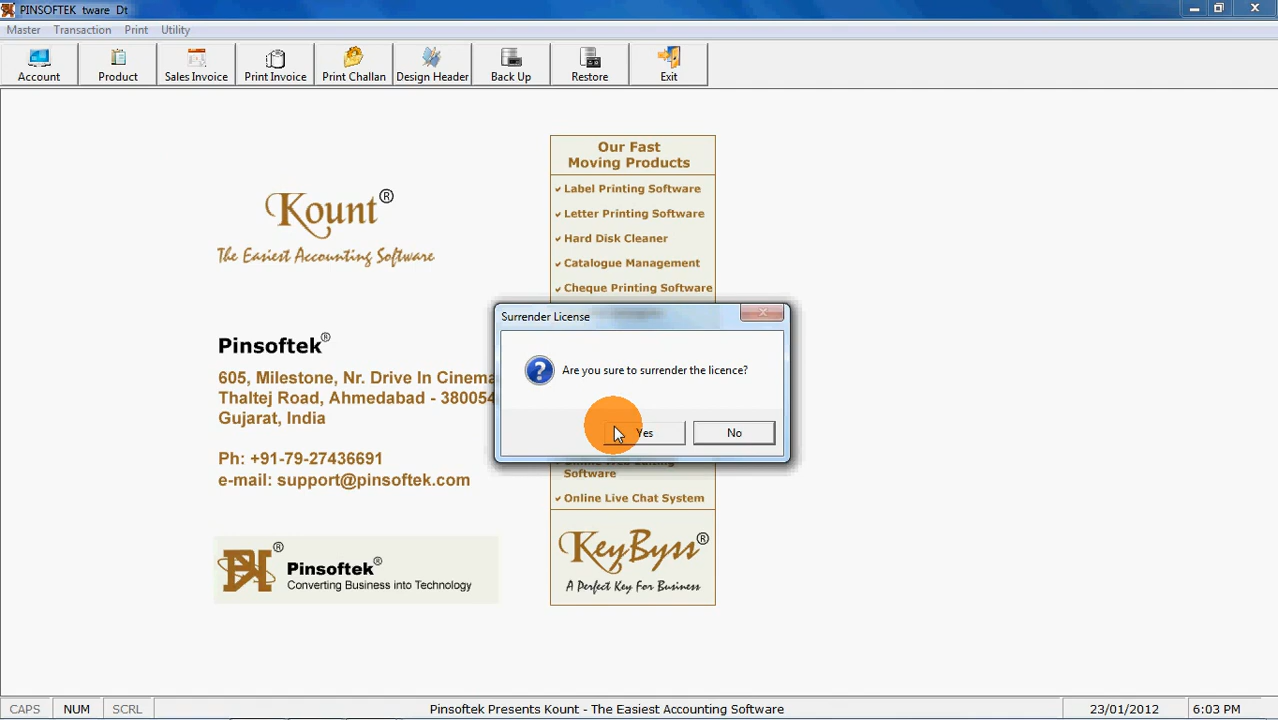 PINSOFTEK tware Dt
Master Transaction Print Utility
Account Product Sales Invoice Print Invoice Print Challan Design Header Back Up Restore Exit
Kount®
The Easiest Accounting Software
Pinsoftek®
605, Milestone, Nr. Drive In Cinema
Thaltej Road, Ahmedabad - 380054
Gujarat, India
Ph: +91-79-27436691
e-mail: support@pinsoftek.com
Pinsoftek®
Converting Business into Technology
Our Fast
Moving Products
Label Printing Software
Letter Printing Software
Hard Disk Cleaner
Catalogue Management
Cheque Printing Software
Surrender License
Are you sure to surrender the licence?
Yes No
Software
Online Live Chat System
KeyByss®
A Perfect Key For Business
CAPS NUM SCRL Pinsoftek Presents Kount - The Easiest Accounting Software 23/01/2012 6:03 PM